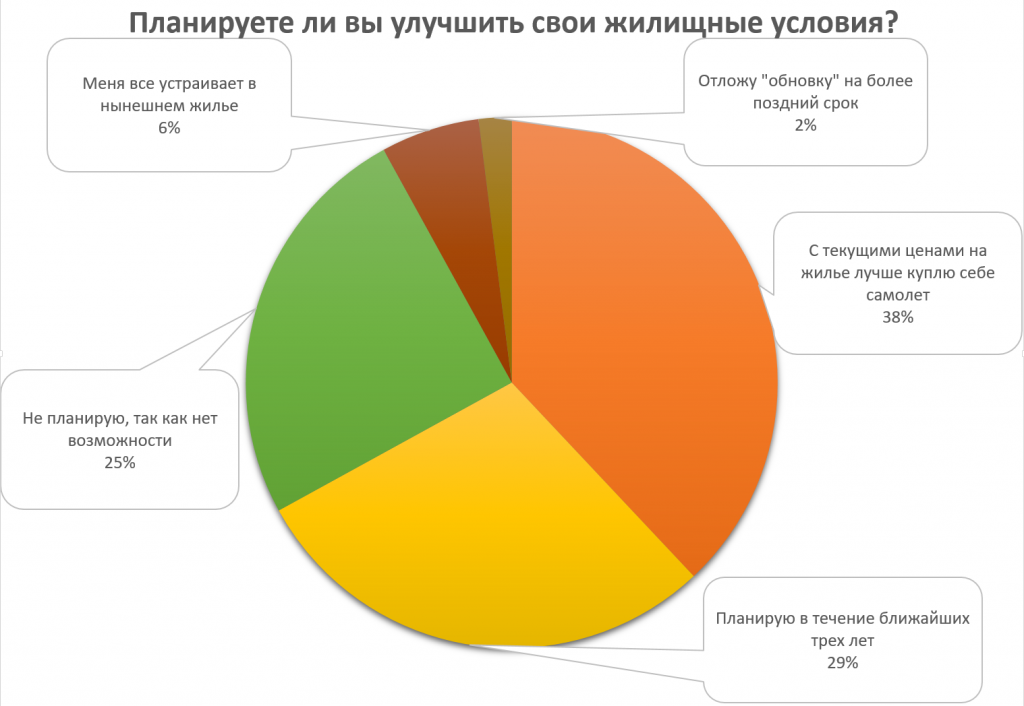 Планируете ли вы улучшить свои жилищные условия?
Меня все устраивает в
нынешнем жилье
6%
Отложу "обновку" на более
поздний срок
2%
С текущими ценами на
жилье лучше куплю себе
самолет
38%
Не планирую, так как нет
возможности
25%
Планирую в течение ближайших
трех лет
29%